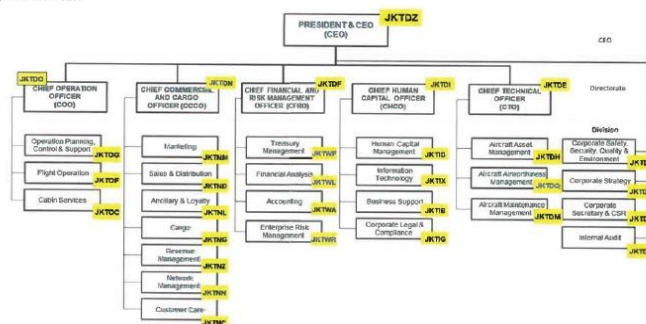 PRESIDENT & CEO
(CEO)
JKTDZ
CEO
JKTDO
CHIEF OPERATION
OFFICER
(COO)
JKTDN
CHIEF COMMERCIAL
AND CARGO
OFFICER (CCCO)
JKTDF
CHIEF FINANCIAL AND
RISK MANAGEMENT
OFFICER (CFRO)
JKTDI
CHIEF HUMAN
CAPITAL OFFICER
(CHCO)
JKTDE
CHIEF TECHNICAL
OFFICER
(CTO)
Directorate
Division
Operation Planning,
Control & Support
Flight Operation
JKTOF
Cabin Services
JKTOC
Marketing
JKTNM
Sales & Distribution
Ancillary & Loyalty
JKTNL
Cargo
JKTNG
Revenue
Management
JKTNZ
Network
Management
JKTNN
Customer Care
JKTNC
Treasury
Management
Financial Analysis
JKTWL
Accounting
JKTWA
Enterprise Risk
Management
JKTWR
Human Capital
Management
JKTID
Information
Technology
JKTIX
Business Support
JKTIB
Corporate Legal &
Compliance
JKTIG
Aircraft Asset
Management
JKTDH
Aircraft Airworthiness
Management
JKTDQ
Aircraft Maintenance
Management
JKTDM
Corporate Safety,
Security, Quality &
Environment
Corporate Strategy
Corporate
Secretary & CSR
Internal Audit